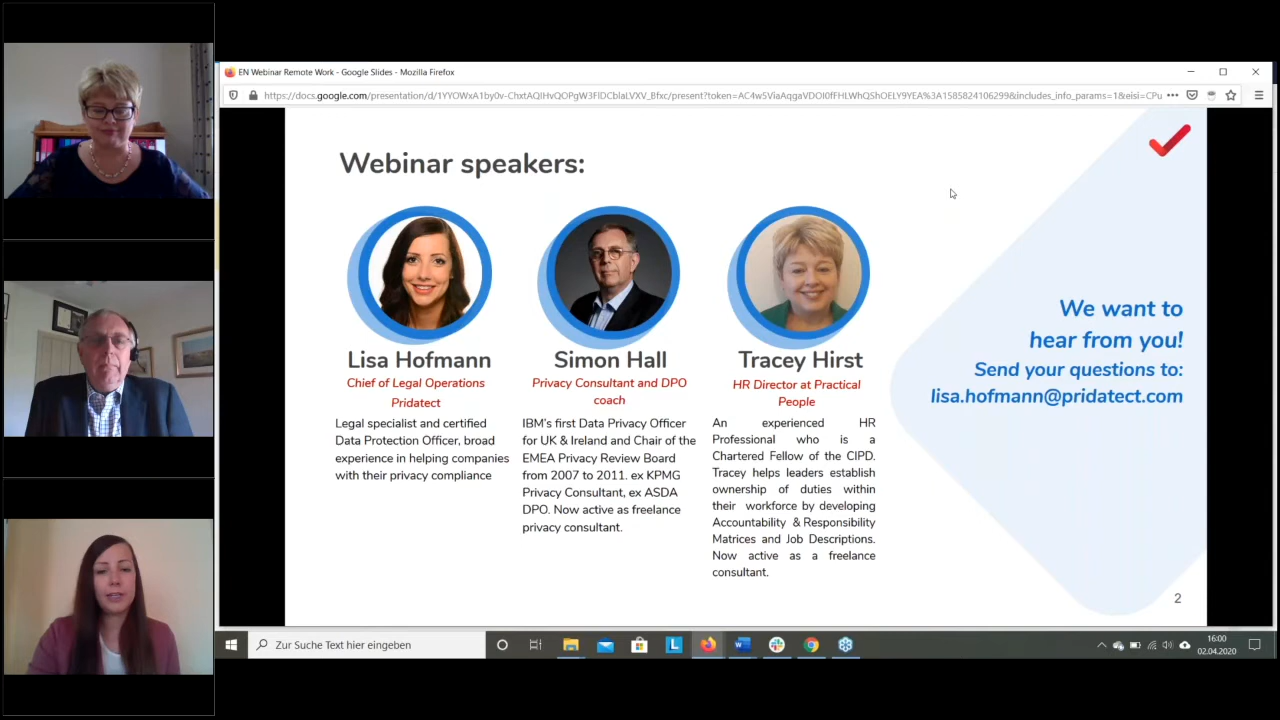 EN Webinar Remote Work - Google Slides - Mozilla Firefox
Webinar speakers:
Lisa Hofmann
Chief of Legal Operations
Pridatect
Legal specialist and certified
Data Protection Officer, broad
experience in helping companies
with their privacy compliance
Simon Hall
Privacy Consultant and DPO
coach
IBM's first Data Privacy Officer
for UK & Ireland and Chair of the
EMEA Privacy Review Board
from 2007 to 2011. ex KPMG
Privacy Consultant, ex ASDA
DPO. Now active as freelance
privacy consultant.
Tracey Hirst
HR Director at Practical
People
An experienced HR
Professional who is a
Chartered Fellow of the CIPD.
Tracey helps leaders establish
ownership of duties within
their workforce by developing
Accountability & Responsibility
Matrices and Job Descriptions.
Now active as a freelance
consultant.
We want to
hear from you!
Send your questions to:
lisa.hofmann@pridatect.com
2
Zur Suche Text hier eingeben
16:00
02.04.2020